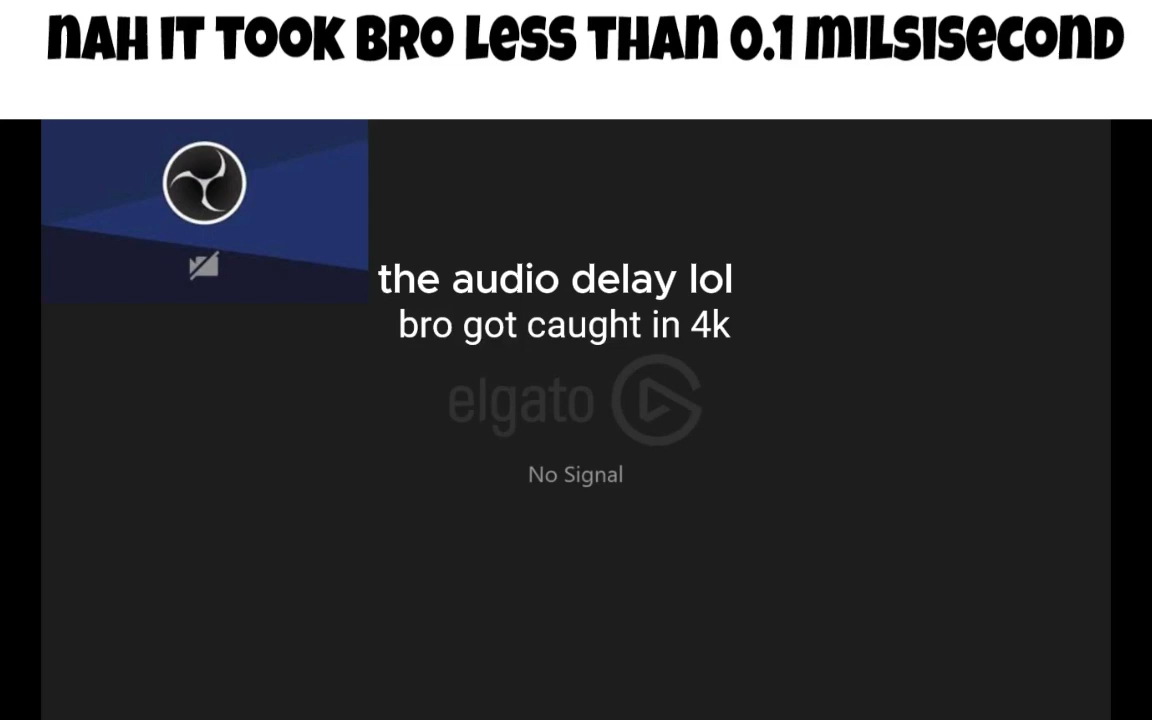 nAH IT TOOK BRO Less THAn 0.1 mILsISecOnD
the audio delay lol
bro got caught in 4k
elgato
No Signal